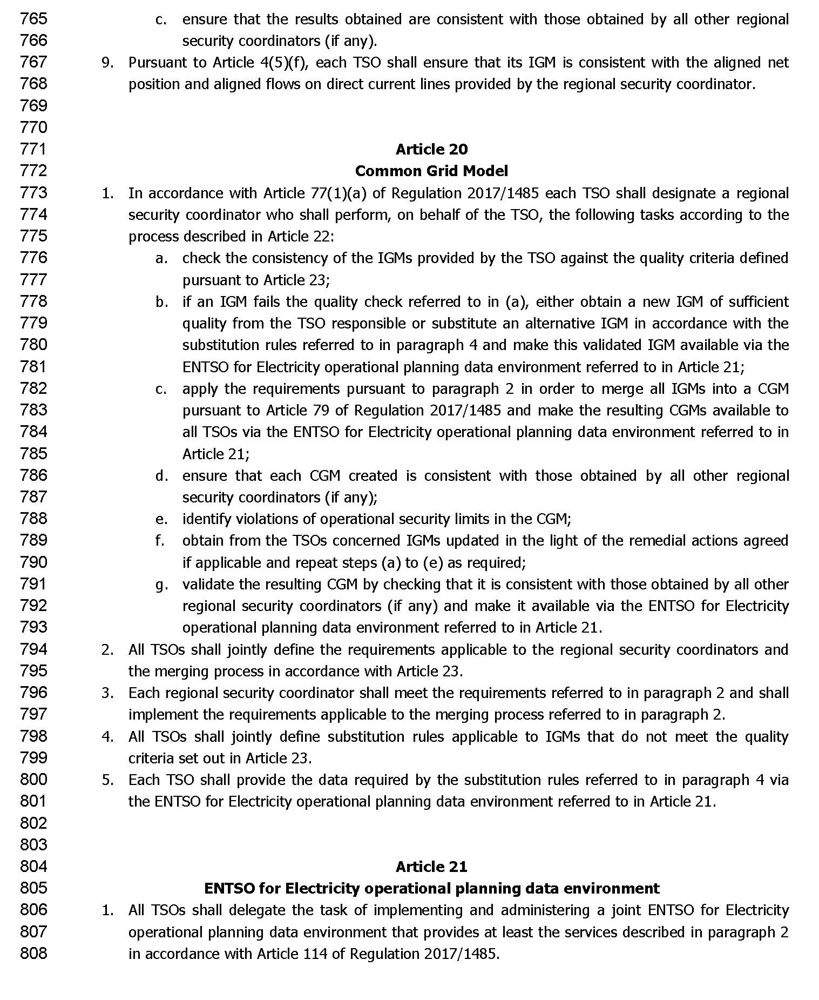 765 c. ensure that the results obtained are consistent with those obtained by all other regional
766 security coordinators (if any).
767 9. Pursuant to Article 4(5)(f), each TSO shall ensure that its IGM is consistent with the aligned net
768 position and aligned flows on direct current lines provided by the regional security coordinator.
769
770
771 Article 20
772 Common Grid Model
773 1. In accordance with Article 77(1)(a) of Regulation 2017/1485 each TSO shall designate a regional
774 security coordinator who shall perform, on behalf of the TSO, the following tasks according to the
775 process described in Article 22:
776 a. check the consistency of the IGMs provided by the TSO against the quality criteria defined
777 pursuant to Article 23;
778 b. if an IGM fails the quality check referred to in (a), either obtain a new IGM of sufficient
779 quality from the TSO responsible or substitute an alternative IGM in accordance with the
780 substitution rules referred to in paragraph 4 and make this validated IGM available via the
781 ENTSO for Electricity operational planning data environment referred to in Article 21;
782 c. apply the requirements pursuant to paragraph 2 in order to merge all IGMs into a CGM
783 pursuant to Article 79 of Regulation 2017/1485 and make the resulting CGMs available to
784 all TSOs via the ENTSO for Electricity operational planning data environment referred to in
785 Article 21;
786 d. ensure that each CGM created is consistent with those obtained by all other regional
787 security coordinators (if any);
788 e. identify violations of operational security limits in the CGM;
789 f. obtain from the TSOs concerned IGMs updated in the light of the remedial actions agreed
790 if applicable and repeat steps (a) to (e) as required;
791 g. validate the resulting CGM by checking that it is consistent with those obtained by all other
792 regional security coordinators (if any) and make it available via the ENTSO for Electricity
793 operational planning data environment referred to in Article 21.
794 2. All TSOs shall jointly define the requirements applicable to the regional security coordinators and
795 the merging process in accordance with Article 23.
796 3. Each regional security coordinator shall meet the requirements referred to in paragraph 2 and shall
797 implement the requirements applicable to the merging process referred to in paragraph 2.
798 4. All TSOs shall jointly define substitution rules applicable to IGMs that do not meet the quality
799 criteria set out in Article 23.
800 5. Each TSO shall provide the data required by the substitution rules referred to in paragraph 4 via
801 the ENTSO for Electricity operational planning data environment referred to in Article 21.
802
803
804 Article 21
805 ENTSO for Electricity operational planning data environment
806 1. All TSOs shall delegate the task of implementing and administering a joint ENTSO for Electricity
807 operational planning data environment that provides at least the services described in paragraph 2
808 in accordance with Article 114 of Regulation 2017/1485.